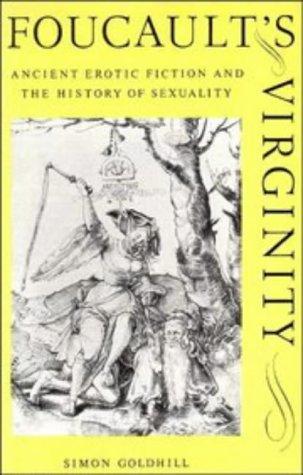 FOUCAULT'S
VIRGINITY
ANCIENT EROTIC FICTION AND
THE HISTORY OF SEXUALITY
SIMON GOLDHILL